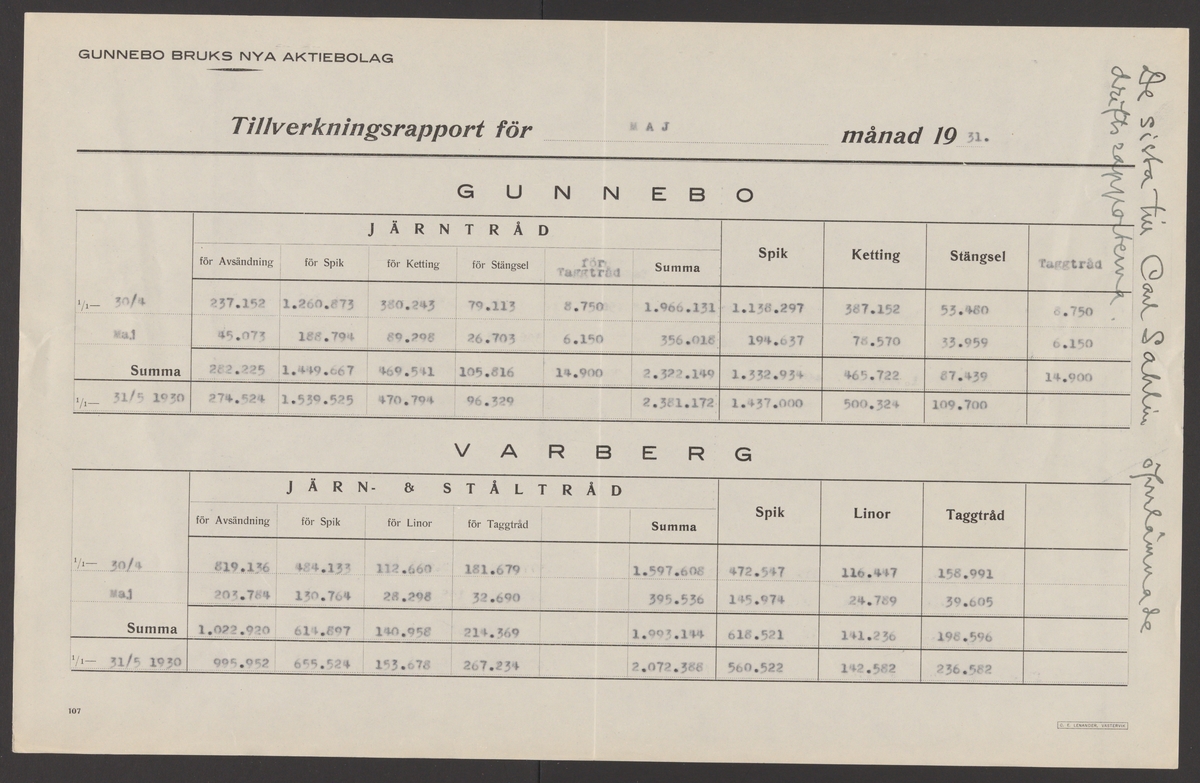 GUNNEBO BRUKS NYA AKTIEBOLAG
Tillverkningsrapport för MAJ månad 19 31.
GUNNEBO
JÄRNTRÅD Spik Ketting Stängsel Taggtråd
för Avsändning för Spik för Ketting för Stängsel för Taggtråd Summa
1/1— 30/4 237.152 1.260.873 380.243 79.113 8.750 1.966.131 1.138.297 387.152 53.480 8.750
Maj 45.073 188.794 89.298 26.703 6.150 356.018 194.637 78.570 33.959 6.150
Summa 282.225 1.449.667 469.541 105.816 14.900 2.322.149 1.332.934 465.722 87.439 14.900
1/1— 31/5 1930 274.524 1.539.525 470.794 96.329 2.381.172 1.437.000 500.324 109.700
VARBERG
JÄRN- & STÅLTRÅD Spik Linor Taggtråd
för Avsändning för Spik för Linor för Taggtråd Summa
1/1— 30/4 819.136 484.133 112.660 181.679 1.597.608 472.547 116.447 158.991
Maj 203.784 130.764 28.298 32.690 395.536 145.974 24.789 39.605
Summa 1.022.920 614.897 140.958 214.369 1.993.144 618.521 141.236 198.596
1/1— 31/5 1930 995.952 655.524 153.678 267.234 2.072.388 560.522 142.582 236.582
107
C. E. LENANDER, VESTERVIK
De sista till Carl Sahlin överlämnade
driftsrapporterna.